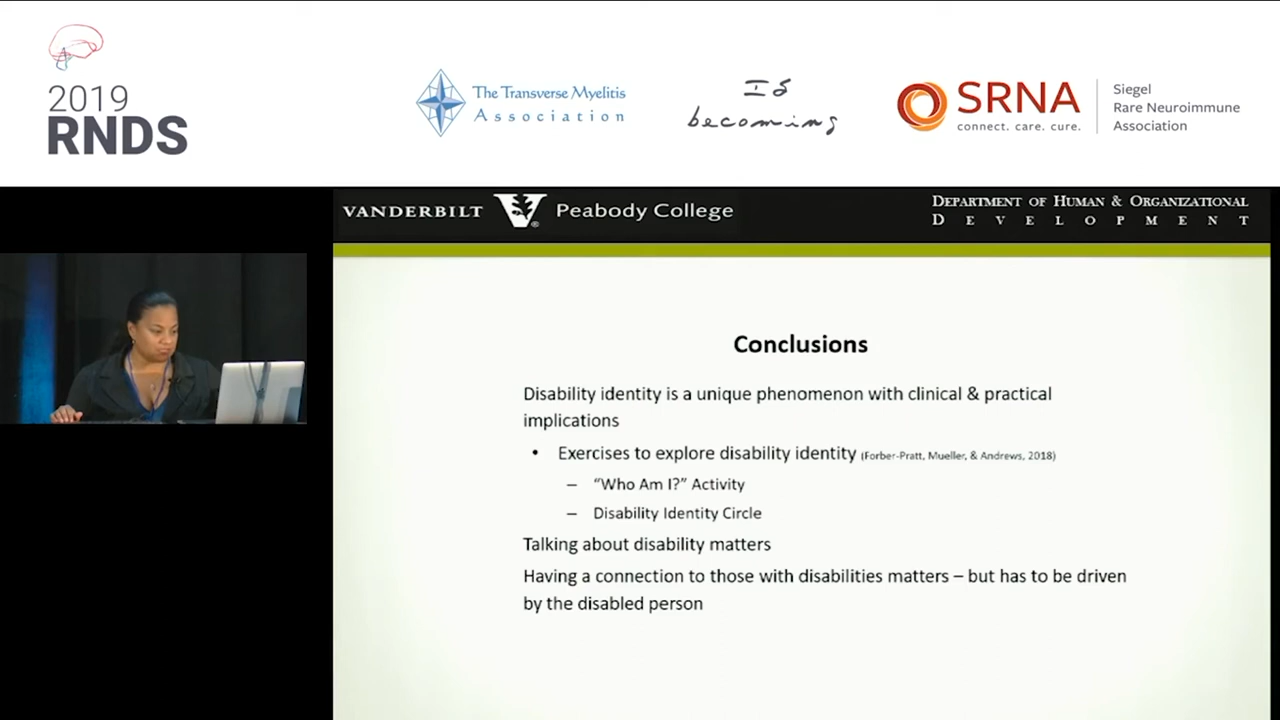 2019
RNDS
The Transverse Myelitis
Association
Is
becoming
SRNA
connect. care. cure.
Siegel
Rare Neuroimmune
Association
VANDERBILT V® Peabody College
DEPARTMENT OF HUMAN & ORGANIZATIONAL
DEVELOPMENT
Conclusions
Disability identity is a unique phenomenon with clinical & practical
implications
• Exercises to explore disability identity (Forber-Pratt, Mueller, & Andrews, 2018)
– “Who Am I?” Activity
– Disability Identity Circle
Talking about disability matters
Having a connection to those with disabilities matters – but has to be driven
by the disabled person